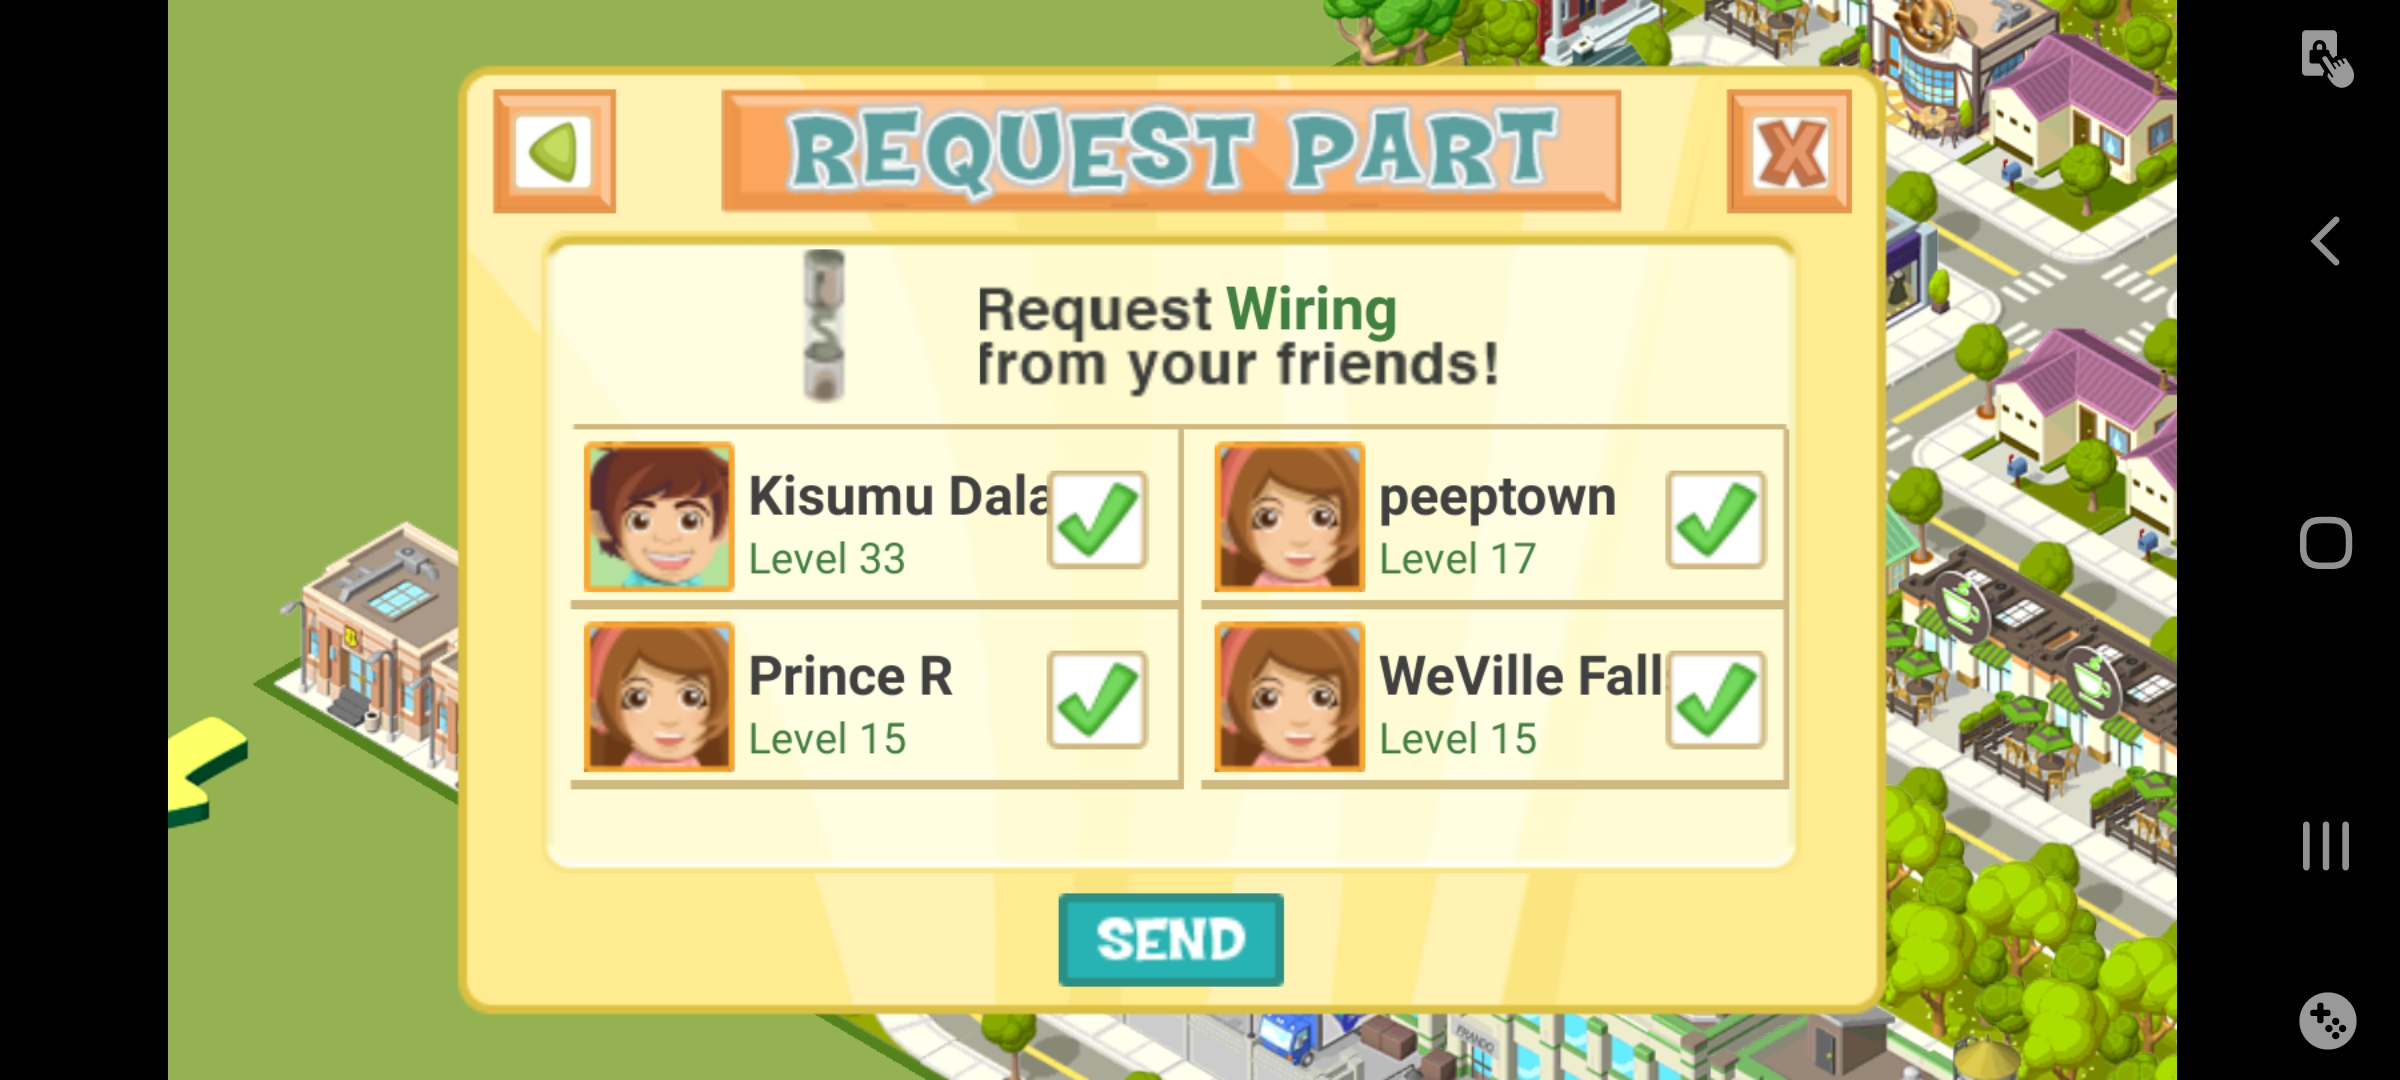 REQUEST PART
Request Wiring
from your friends!
Kisumu Dala
Level 33
peeptown
Level 17
Prince R
Level 15
WeVille Fall
Level 15
SEND